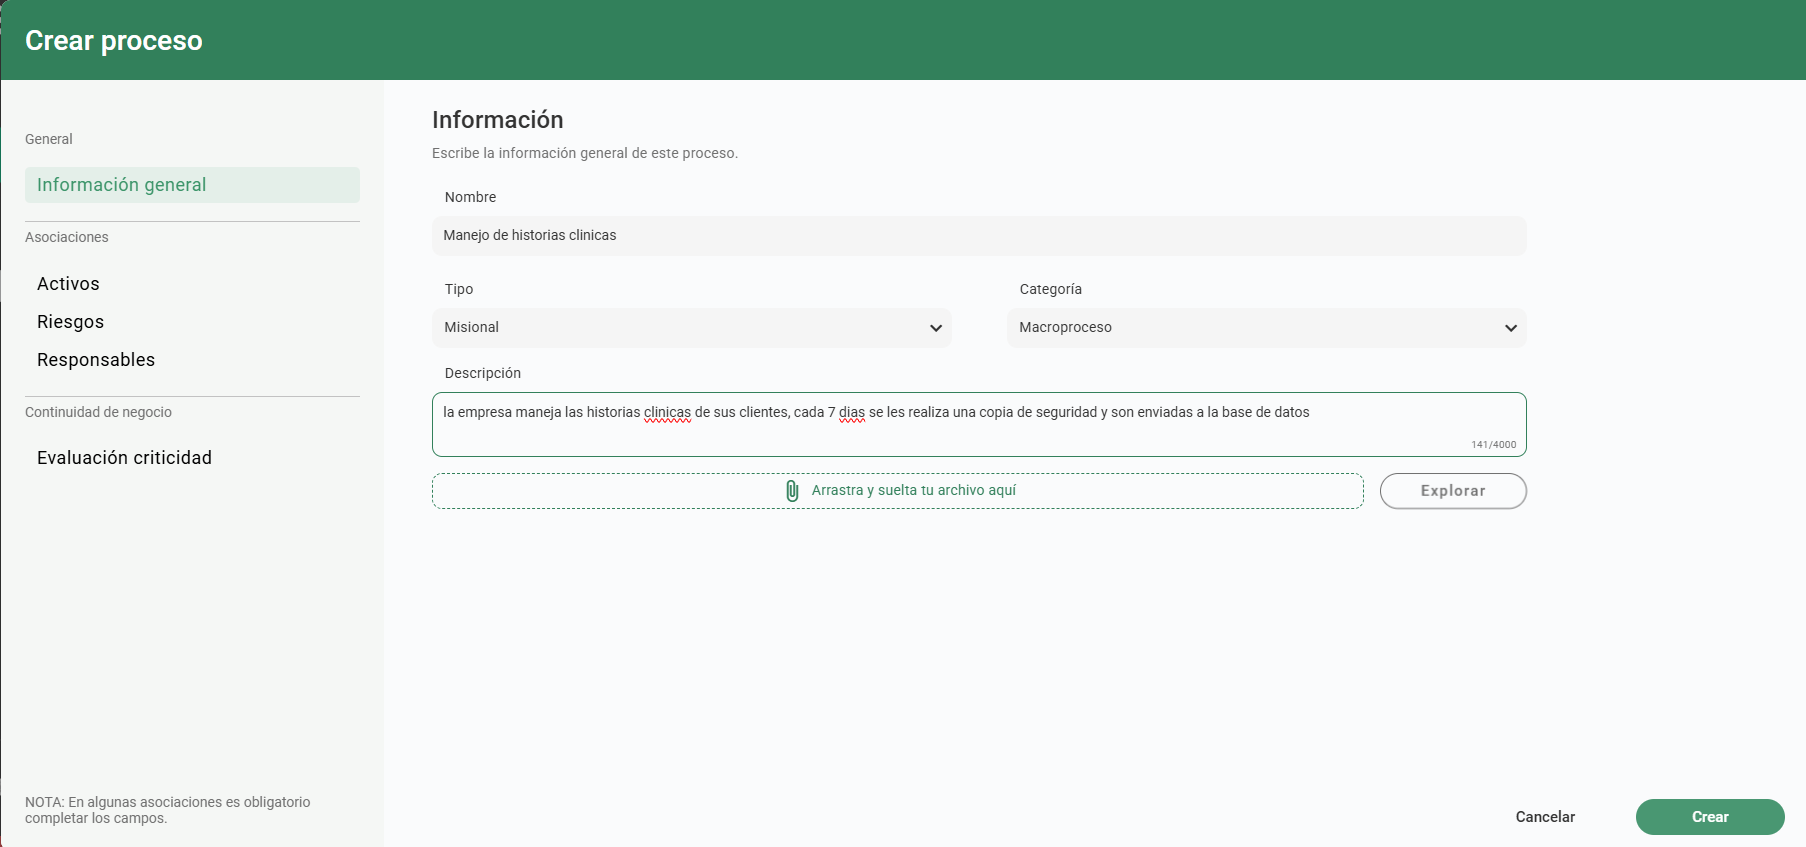 Crear proceso
General
Información general
Asociaciones
Activos
Riesgos
Responsables
Continuidad de negocio
Evaluación criticidad
NOTA: En algunas asociaciones es obligatorio
completar los campos.
Información
Escribe la información general de este proceso.
Nombre
Manejo de historias clinicas
Tipo
Categoría
Misional
Macroproceso
Descripción
la empresa maneja las historias clinicas de sus clientes, cada 7 dias se les realiza una copia de seguridad y son enviadas a la base de datos
141/4000
Arrastra y suelta tu archivo aquí
Explorar
Cancelar
Crear